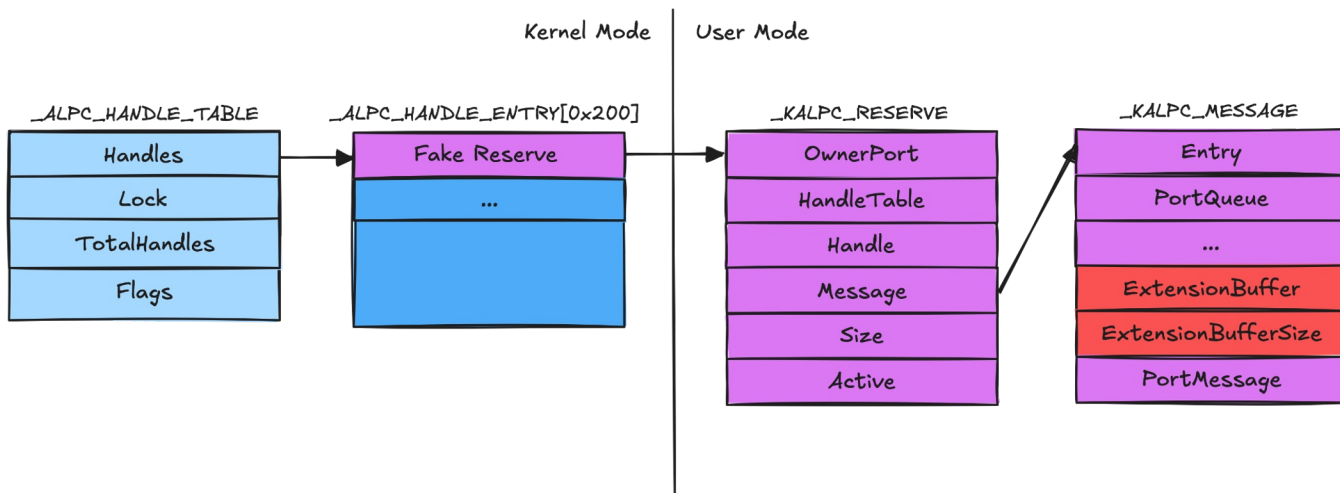 Kernel Mode
User Mode
_ALPC_HANDLE_TABLE
Handles
Lock
TotalHandles
Flags
_ALPC_HANDLE_ENTRY[0x200]
Fake Reserve
...
_KALPC_RESERVE
OwnerPort
HandleTable
Handle
Message
Size
Active
_KALPC_MESSAGE
Entry
PortQueue
...
ExtensionBuffer
ExtensionBufferSize
PortMessage